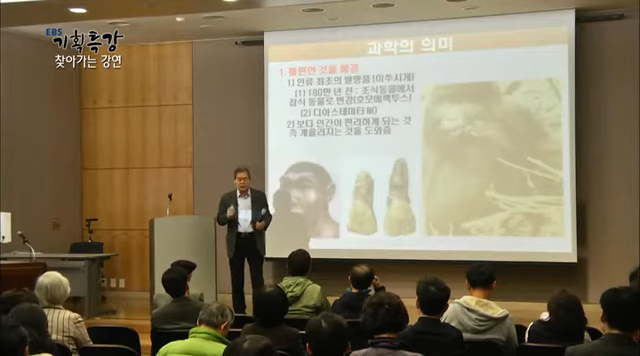 EBS
기획특강
찾아가는 강연
과학의 의미
1. 불편한 것을 해결
1) 인류 최초의 발명품(이쑤시개)
(1) 180만 년 전 : 초식동물에서
잡식 동물로 변경(호모에렉투스)
(2) 디아스테마타 NO
2) 보다 인간이 편리하게 되는 것
즉 게을러지는 것을 도와줌